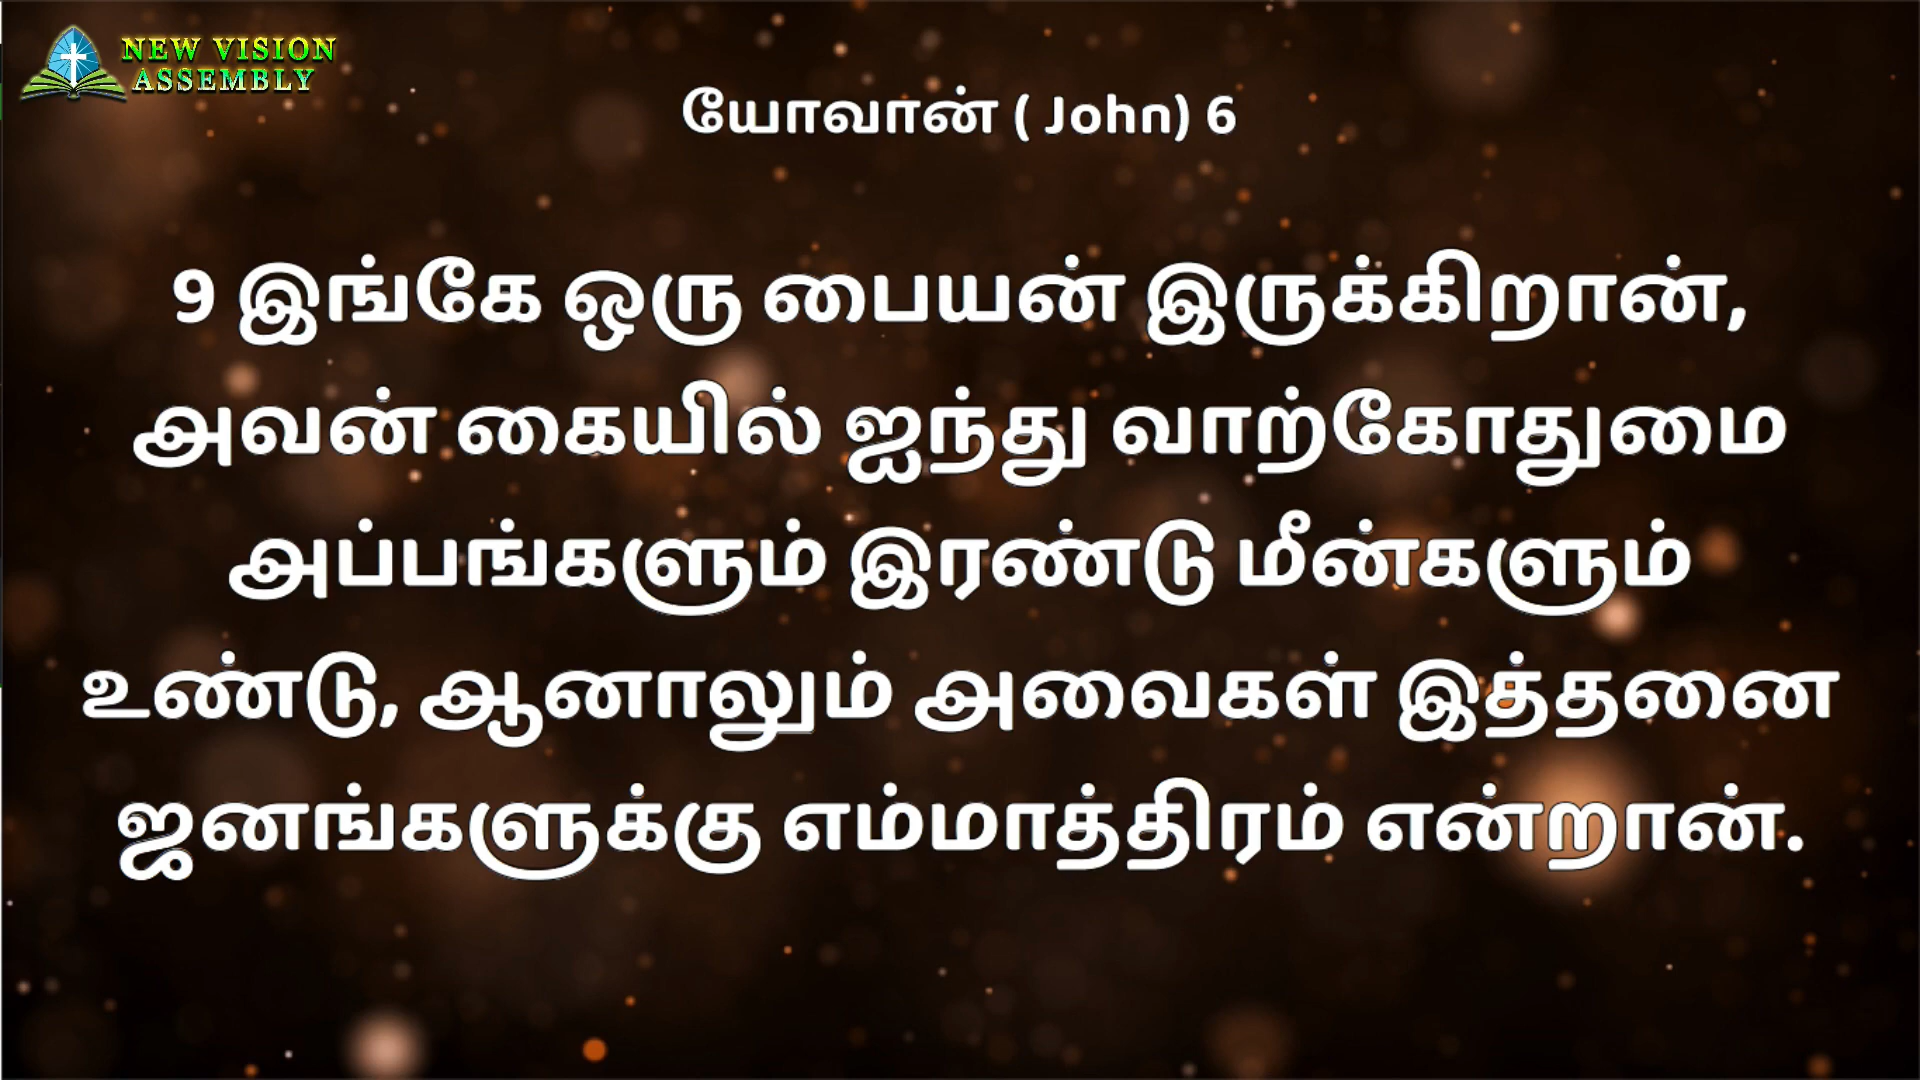 NEW VISION
ASSEMBLY
யோவான் ( John) 6
9 இங்கே ஒரு பையன் இருக்கிறான்,
அவன் கையில் ஐந்து வாற்கோதுமை
அப்பங்களும் இரண்டு மீன்களும்
உண்டு, ஆனாலும் அவைகள் இத்தனை
ஜனங்களுக்கு எம்மாத்திரம் என்றான்.